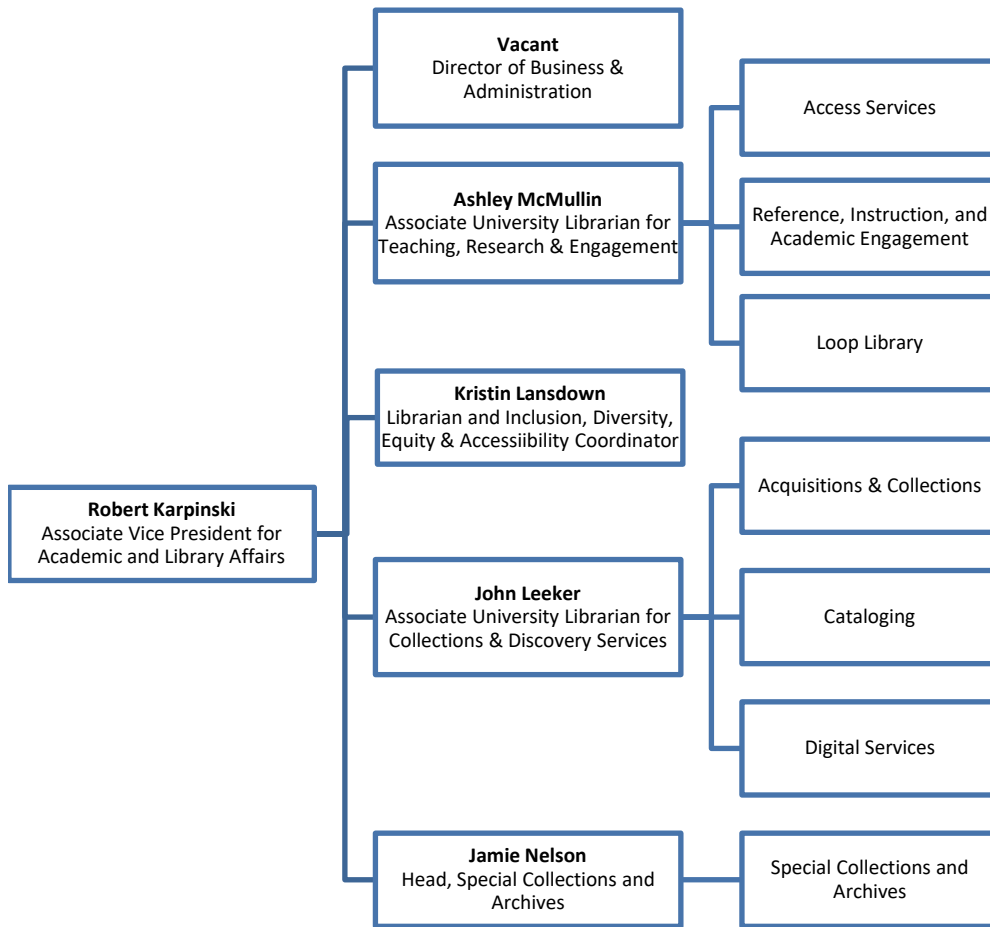 Vacant
Director of Business &
Administration
Access Services
Ashley McMullin
Associate University Librarian for
Teaching, Research & Engagement
Reference, Instruction, and
Academic Engagement
Loop Library
Kristin Lansdown
Librarian and Inclusion, Diversity,
Equity & Accessiibility Coordinator
Acquisitions & Collections
Robert Karpinski
Associate Vice President for
Academic and Library Affairs
John Leeker
Associate University Librarian for
Collections & Discovery Services
Cataloging
Digital Services
Jamie Nelson
Head, Special Collections and
Archives
Special Collections and
Archives